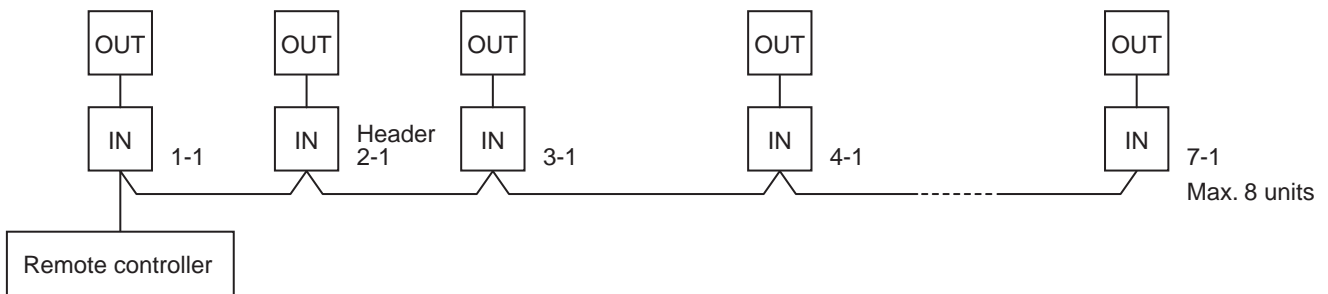 OUT OUT OUT OUT OUT
IN IN IN IN IN
1-1
Header
2-1
3-1
4-1
7-1
Max. 8 units
Remote controller